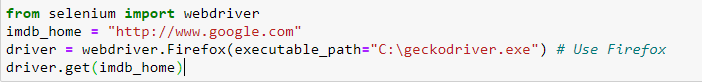 from selenium import webdriver
imdb_home = "http://www.google.com"
driver = webdriver.Firefox(executable_path="C:\geckodriver.exe") # Use Firefox
driver.get(imdb_home)